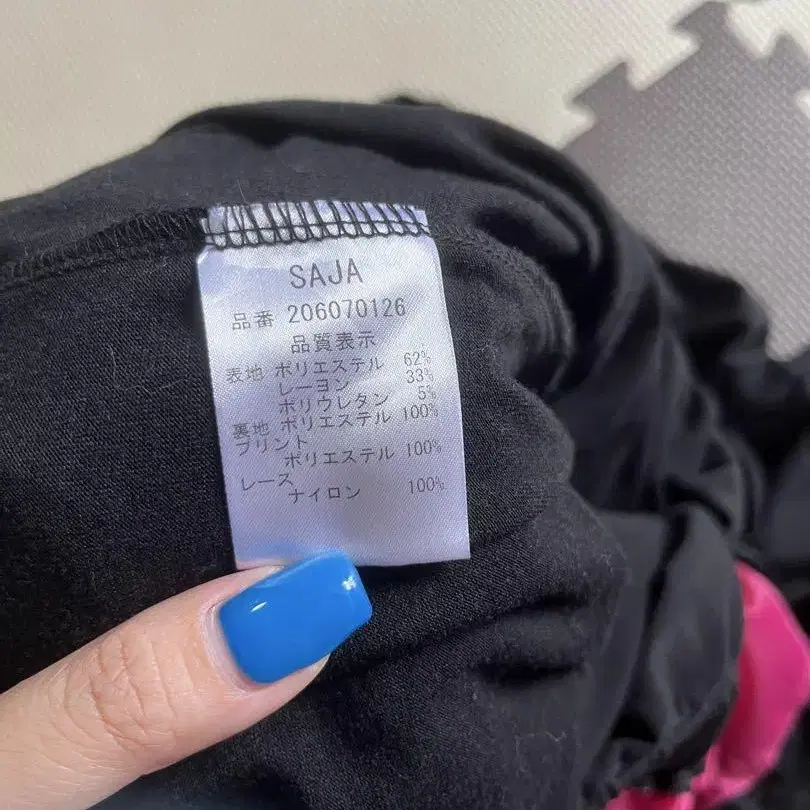 SAJA
品番 206070126
品質表示
表地 ポリエステル 62%
レーヨン 33%
ポリウレタン 5%
裏地 ポリエステル 100%
プリント
ポリエステル 100%
レース
ナイロン 100%